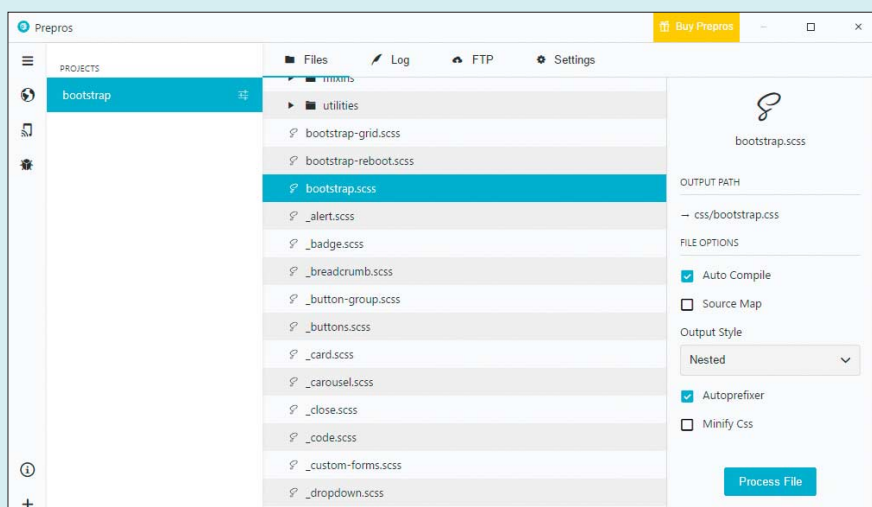 Prepros
Buy Prepros
PROJECTS
bootstrap
Files
Log
FTP
Settings
mixins
utilities
bootstrap-grid.scss
bootstrap-reboot.scss
bootstrap.scss
_alert.scss
_badge.scss
_breadcrumb.scss
_button-group.scss
_buttons.scss
_card.scss
_carousel.scss
_close.scss
_code.scss
_custom-forms.scss
_dropdown.scss
bootstrap.scss
OUTPUT PATH
→ css/bootstrap.css
FILE OPTIONS
Auto Compile
Source Map
Output Style
Nested
Autoprefixer
Minify Css
Process File